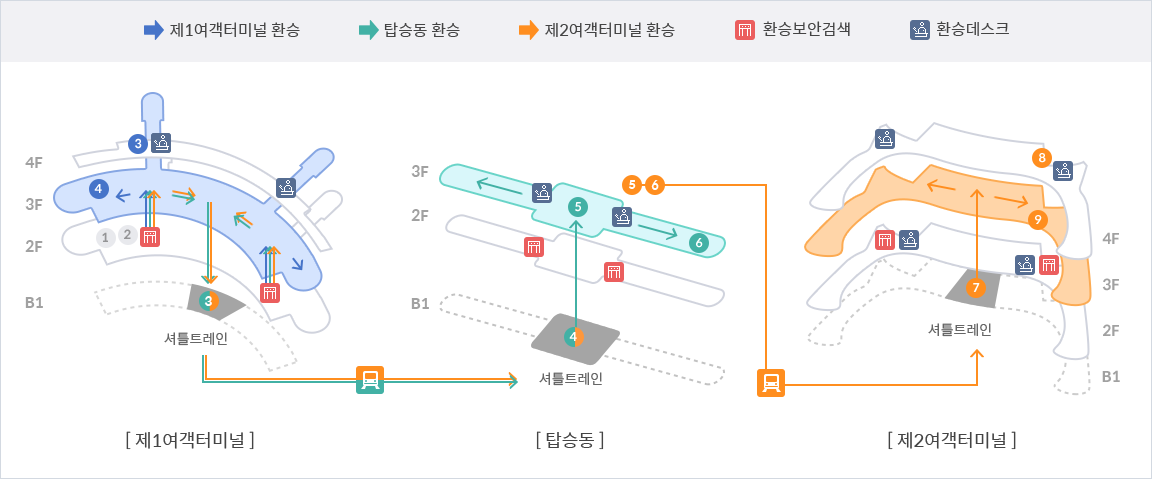 제1여객터미널 환승
탑승동 환승
제2여객터미널 환승
환승보안검색
환승데스크
4F
3F
2F
B1
3
4
1
2
3
셔틀트레인
3F
2F
B1
5
6
5
6
4
셔틀트레인
8
9
7
셔틀트레인
4F
3F
2F
B1
[ 제1여객터미널 ]
[ 탑승동 ]
[ 제2여객터미널 ]